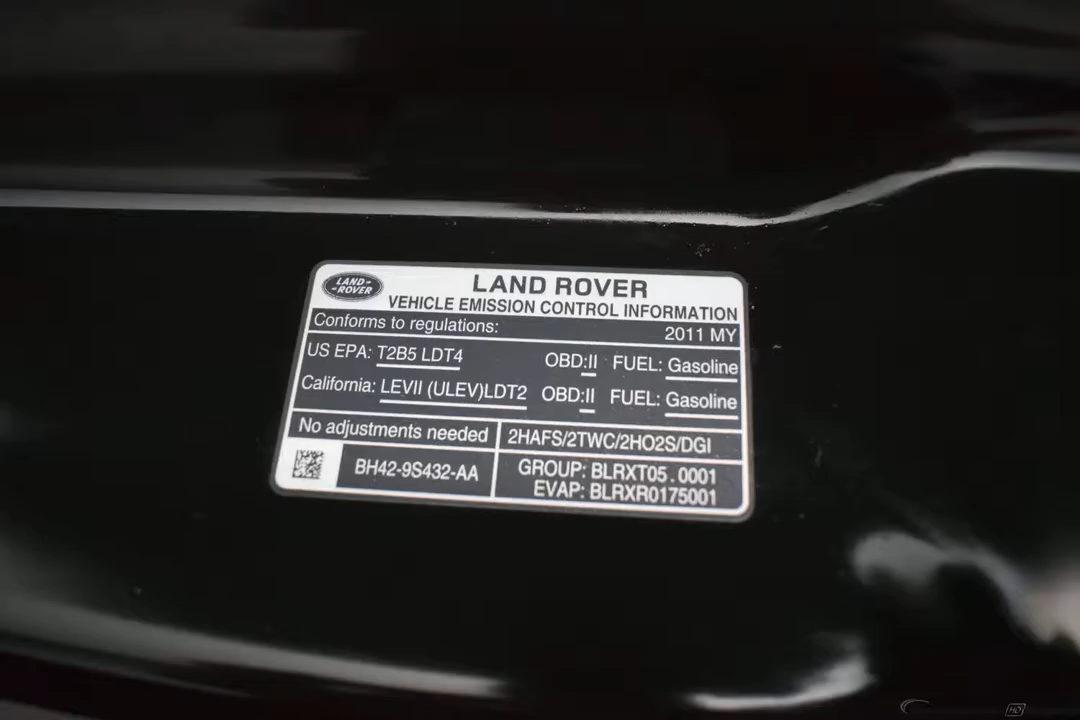 LAND ROVER
LAND-
-ROVER
VEHICLE EMISSION CONTROL INFORMATION
Conforms to regulations: 2011 MY
US EPA: T2B5 LDT4 OBD:II FUEL: Gasoline
California: LEVII (ULEV)LDT2 OBD:II FUEL: Gasoline
No adjustments needed 2HAFS/2TWC/2HO2S/DGI
BH42-9S432-AA GROUP: BLRXT05.0001
EVAP: BLRXR0175001
HD